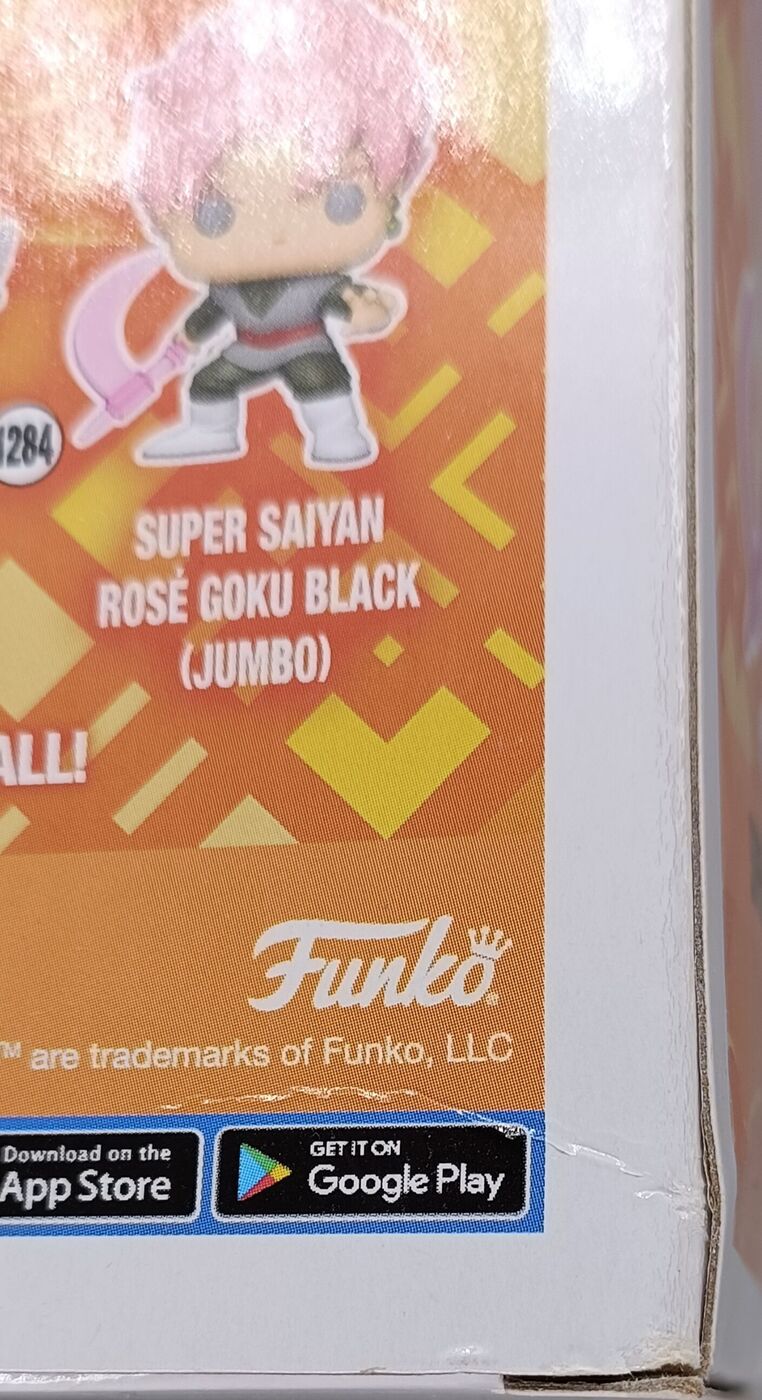 1284
SUPER SAIYAN
ROSÉ GOKU BLACK
(JUMBO)
ALL!
Funko®
™ are trademarks of Funko, LLC
Download on the
App Store
GET IT ON
Google Play